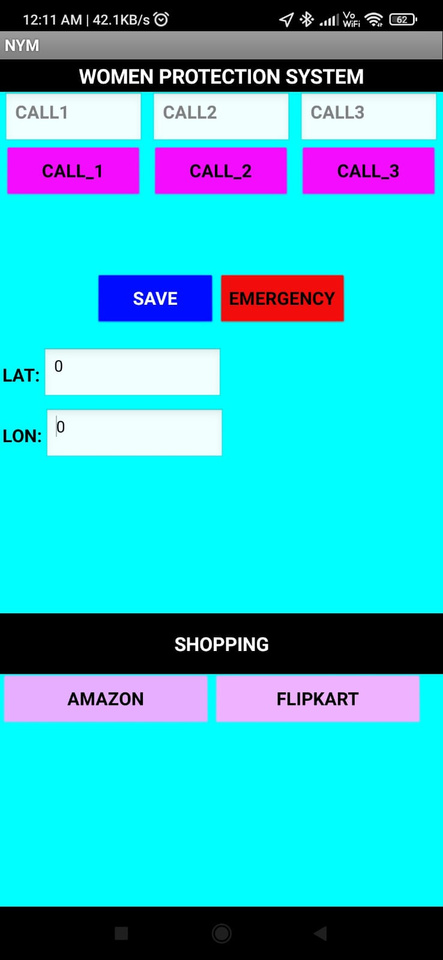 12:11 AM | 42.1KB/s
Vo
WiFi
62
NYM
WOMEN PROTECTION SYSTEM
CALL1 CALL2 CALL3
CALL_1 CALL_2 CALL_3
SAVE EMERGENCY
LAT: 0
LON: 0
SHOPPING
AMAZON FLIPKART